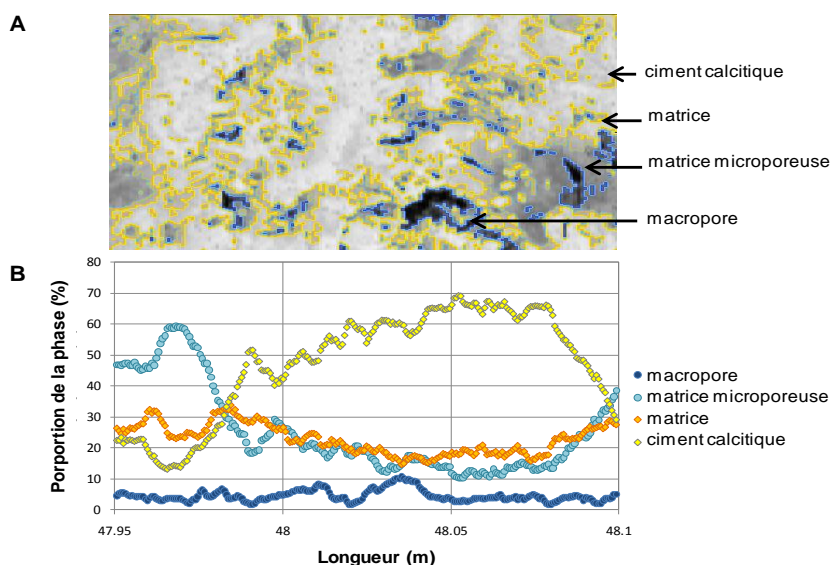 A
ciment calcitique
matrice
matrice microporeuse
macropore
B
Porportion de la phase (%)
80
70
60
50
40
30
20
10
0
47.95
48
48.05
48.1
Longueur (m)
macropore
matrice microporeuse
matrice
ciment calcitique